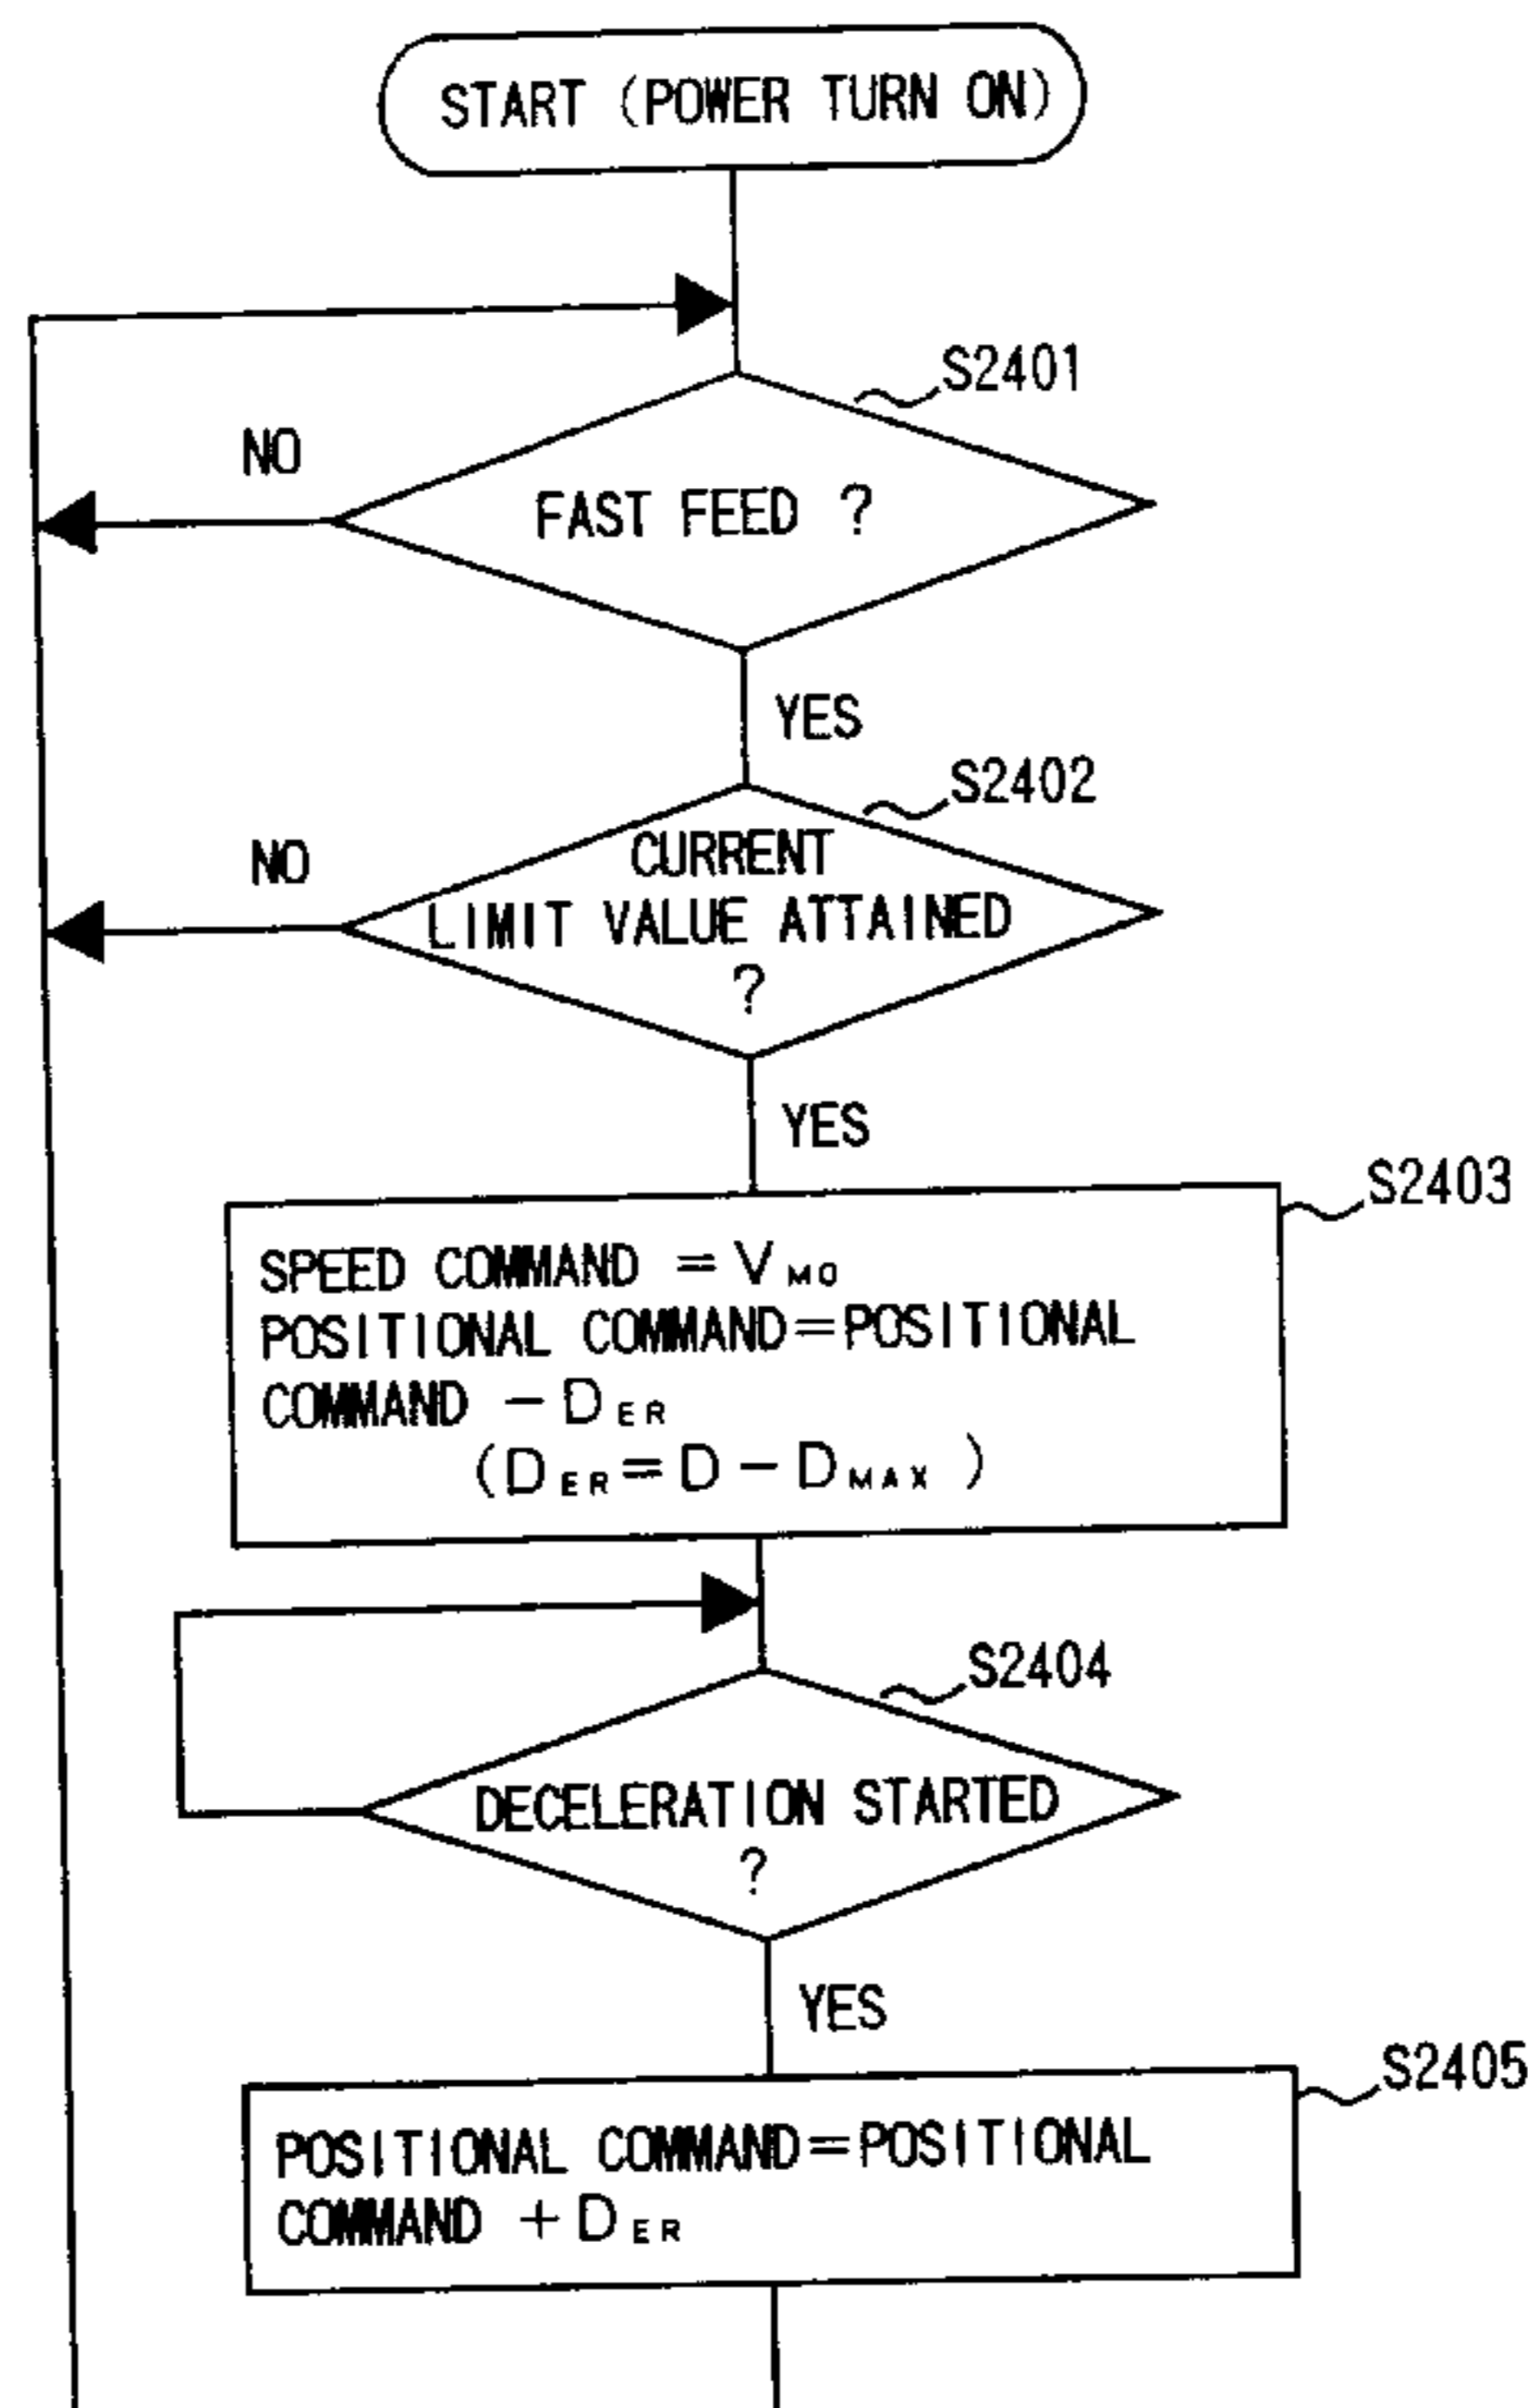 START (POWER TURN ON)
S2401
NO
FAST FEED ?
YES
S2402
NO
CURRENT
LIMIT VALUE ATTAINED
?
YES
S2403
SPEED COMMAND = VMO
POSITIONAL COMMAND=POSITIONAL
COMMAND - DER
(DER=D-DMAX )
S2404
DECELERATION STARTED
?
YES
S2405
POSITIONAL COMMAND=POSITIONAL
COMMAND +DER